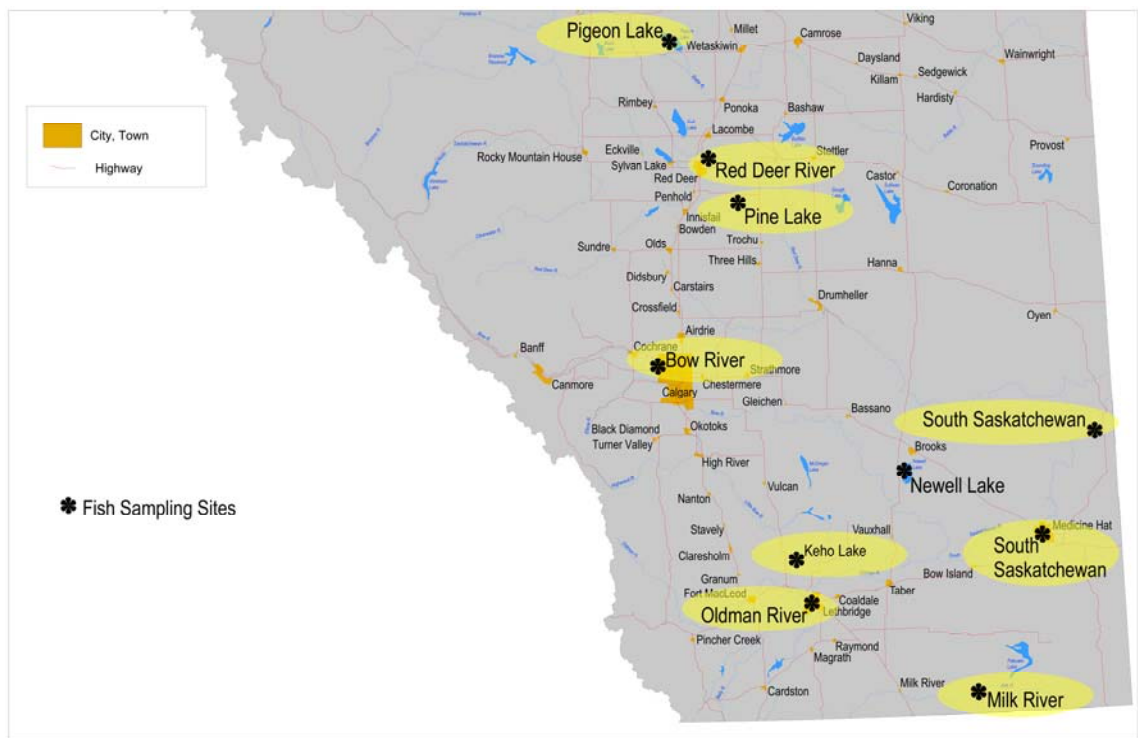 Viking
Pigeon Lake
Millet
Camrose
Wetaskiwin
Wainwright
Daysland
Killam
Sedgewick
Hardisty
Rimbey
Ponoka
Bashaw
City, Town
Lacombe
Provost
Eckville
Rocky Mountain House
Stettler
Highway
Sylvan Lake
Red Deer River
Red Deer
Castor
Coronation
Penhold
Pine Lake
Innisfail
Bowden
Trochu
Sundre
Olds
Three Hills
Hanna
Didsbury
Carstairs
Drumheller
Crossfield
Oyen
Airdrie
Banff
Cochrane
Bow River
Strathmore
Canmore
Chestermere
Calgary
Gleichen
Bassano
South Saskatchewan
Black Diamond
Okotoks
Turner Valley
Brooks
High River
Newell Lake
Vulcan
Nanton
Fish Sampling Sites
Stavely
Vauxhall
Medicine Hat
Claresholm
Keho Lake
South
Saskatchewan
Granum
Bow Island
Fort MacLeod
Taber
Coaldale
Oldman River
Lethbridge
Pincher Creek
Raymond
Magrath
Cardston
Milk River
Milk River